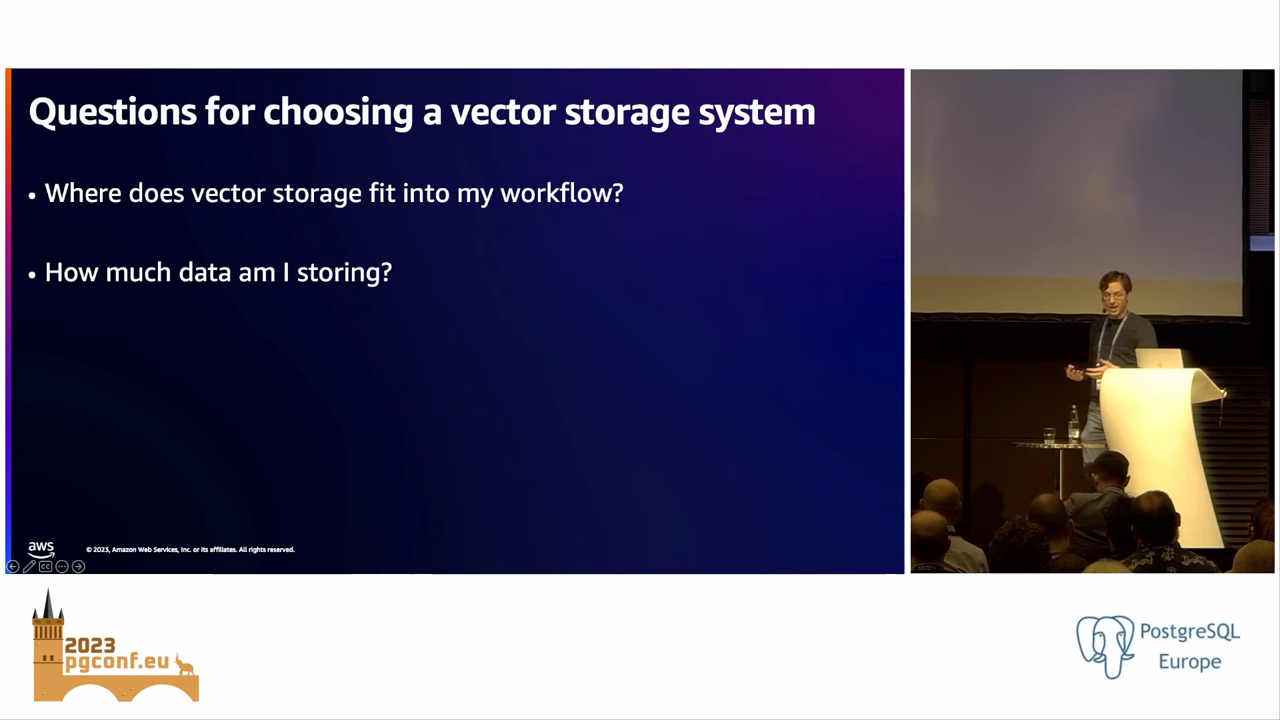 Questions for choosing a vector storage system
• Where does vector storage fit into my workflow?
• How much data am I storing?
aws
© 2023, Amazon Web Services, Inc. or its affiliates. All rights reserved.
CC
2023
pgconf.eu
PostgreSQL
Europe